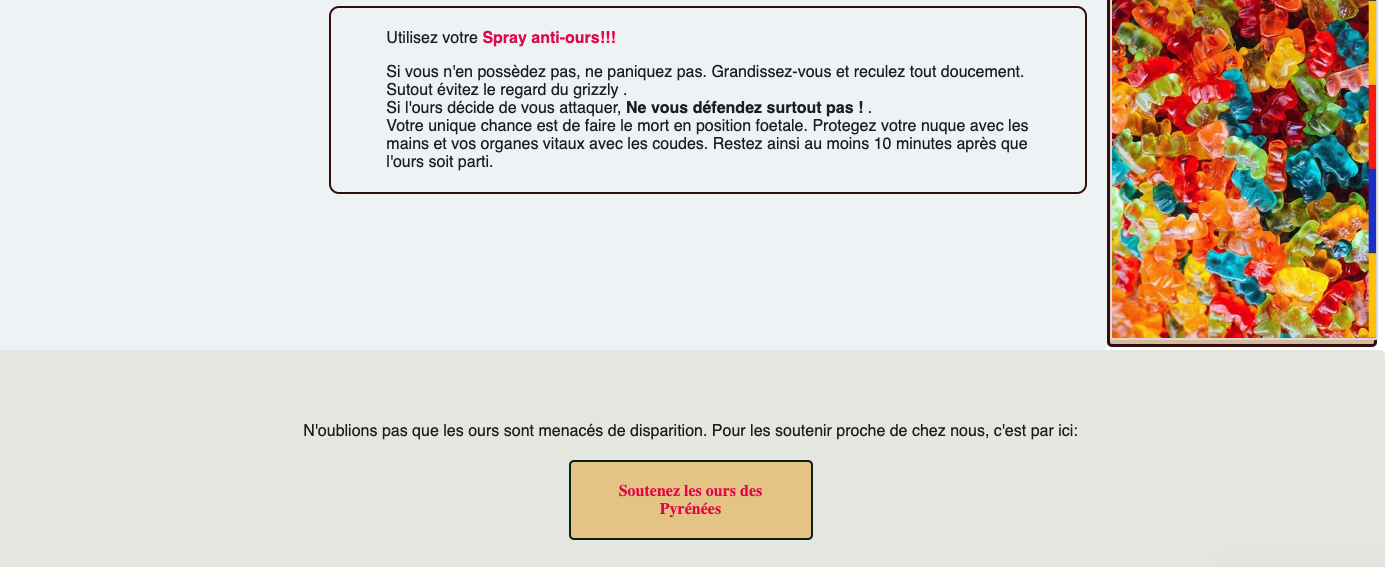 Utilisez votre Spray anti-ours!!!
Si vous n'en possèdez pas, ne paniquez pas. Grandissez-vous et reculez tout doucement.
Sutout évitez le regard du grizzly .
Si l'ours décide de vous attaquer, Ne vous défendez surtout pas ! .
Votre unique chance est de faire le mort en position foetale. Protegez votre nuque avec les
mains et vos organes vitaux avec les coudes. Restez ainsi au moins 10 minutes après que
l'ours soit parti.
N'oublions pas que les ours sont menacés de disparition. Pour les soutenir proche de chez nous, c'est par ici:
Soutenez les ours des
Pyrénées